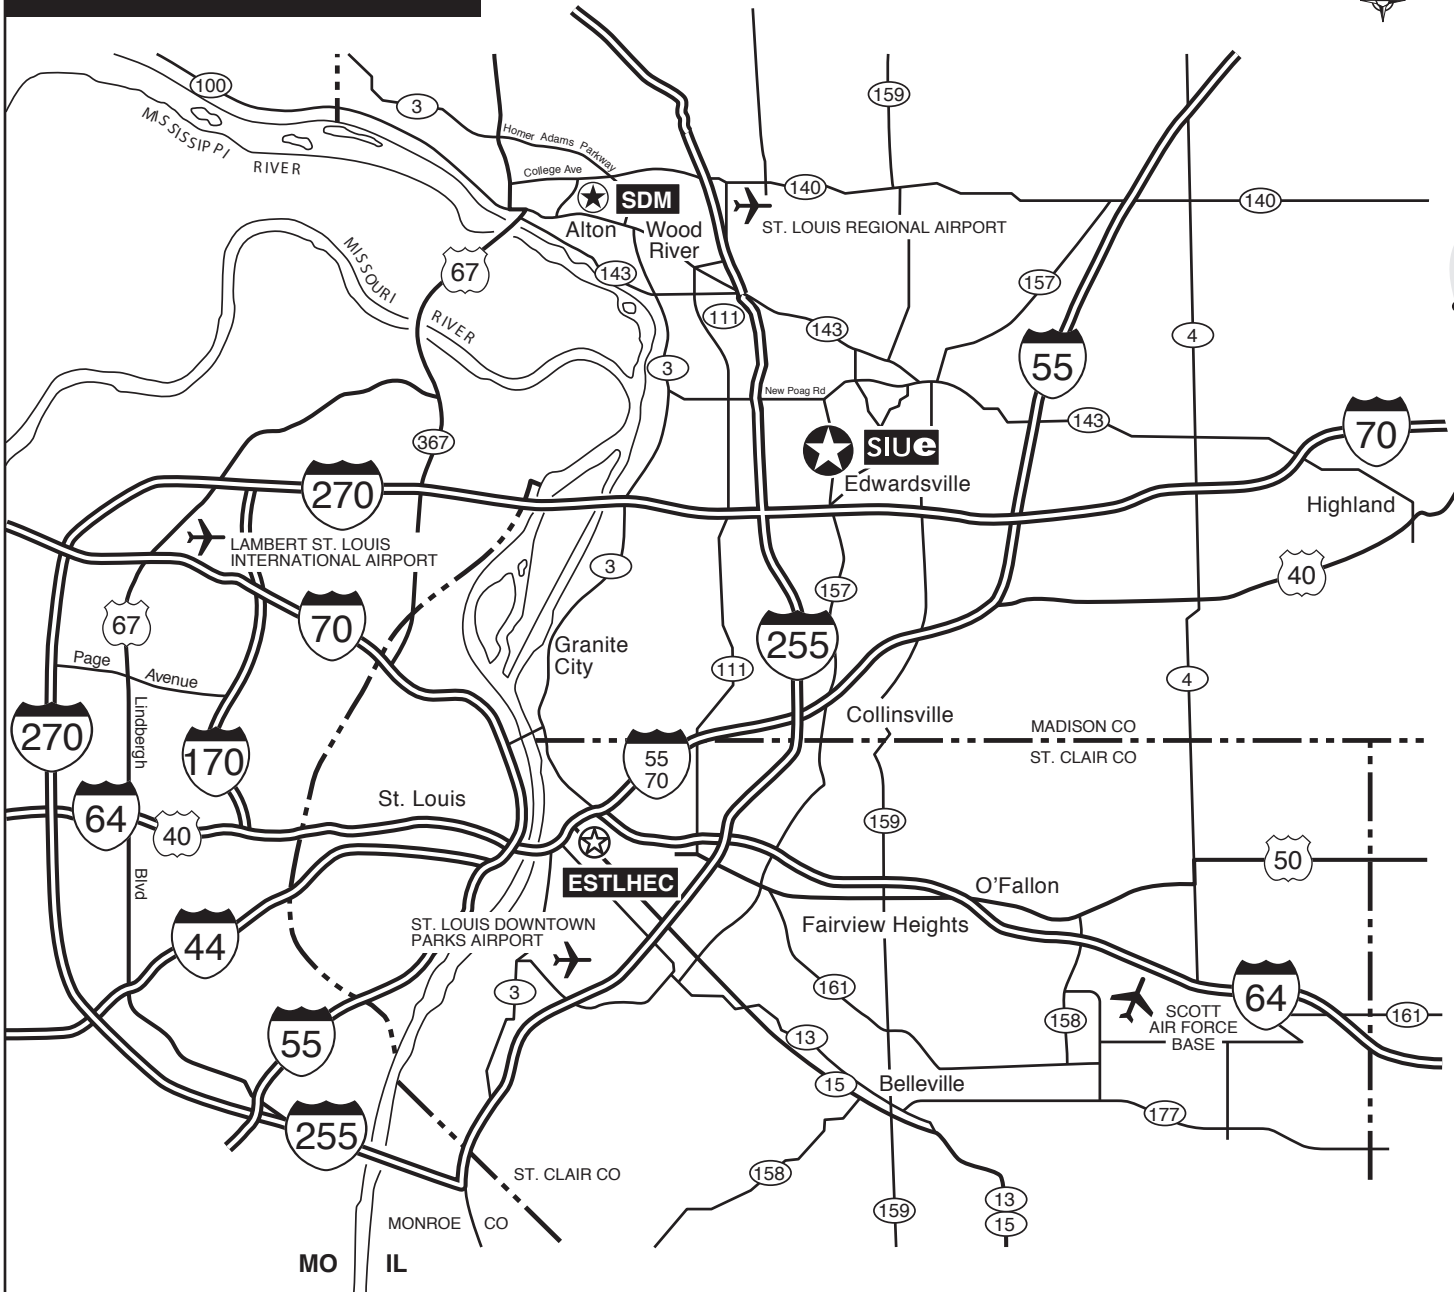 100
3
159
MISSISSIPPI
RIVER
Homer Adams Parkway
College Ave
SDM
140
140
Alton
Wood
River
ST. LOUIS REGIONAL AIRPORT
MISSOURI
RIVER
67
143
157
111
143
4
55
3
New Poag Rd
143
70
367
SIUe
Edwardsville
270
Highland
LAMBERT ST. LOUIS
INTERNATIONAL AIRPORT
3
40
157
67
70
255
Granite
City
Page Avenue
111
4
Lindbergh
Blvd
270
170
Collinsville
MADISON CO
ST. CLAIR CO
55
70
64
40
St. Louis
159
50
ESTLHEC
O'Fallon
ST. LOUIS DOWNTOWN
PARKS AIRPORT
Fairview Heights
44
3
161
64
158
SCOTT
AIR FORCE
BASE
161
55
13
15
Belleville
177
255
158
ST. CLAIR CO
13
159
15
MONROE CO
MO IL